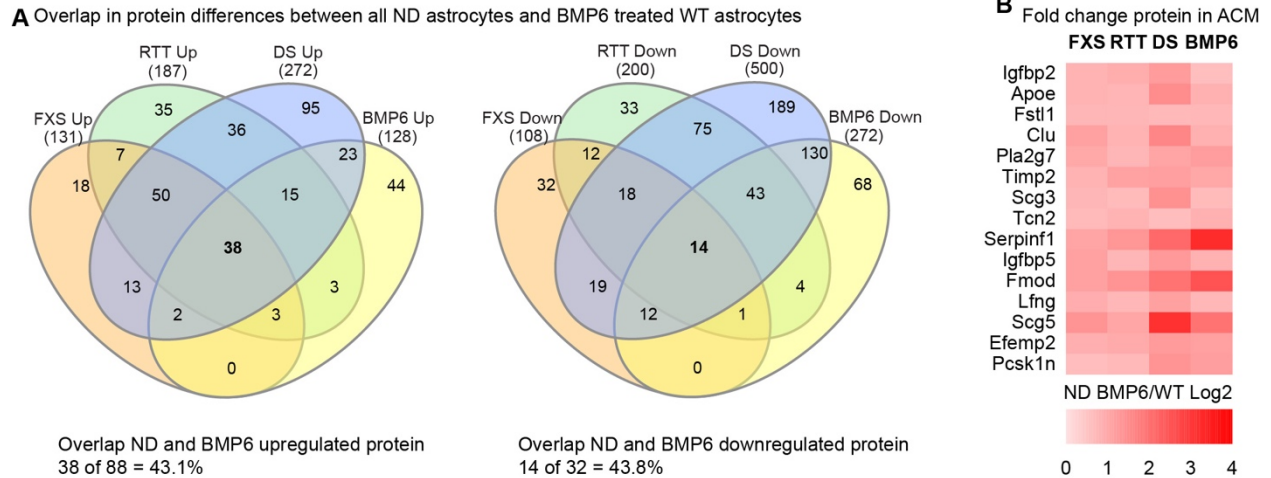 A Overlap in protein differences between all ND astrocytes and BMP6 treated WT astrocytes
RTT Up
(187)
DS Up
(272)
FXS Up
(131)
BMP6 Up
(128)
35
95
36
7
23
18
50
15
44
38
13
3
2
3
0
Overlap ND and BMP6 upregulated protein
38 of 88 = 43.1%
RTT Down
(200)
DS Down
(500)
FXS Down
(108)
BMP6 Down
(272)
33
189
75
12
130
32
18
43
68
14
19
4
12
1
0
Overlap ND and BMP6 downregulated protein
14 of 32 = 43.8%
B Fold change protein in ACM
FXS RTT DS BMP6
Igfbp2
Apoe
Fstl1
Clu
Pla2g7
Timp2
Scg3
Tcn2
Serpinf1
Igfbp5
Fmod
Lfng
Scg5
Efemp2
Pcsk1n
ND BMP6/WT Log2
0 1 2 3 4